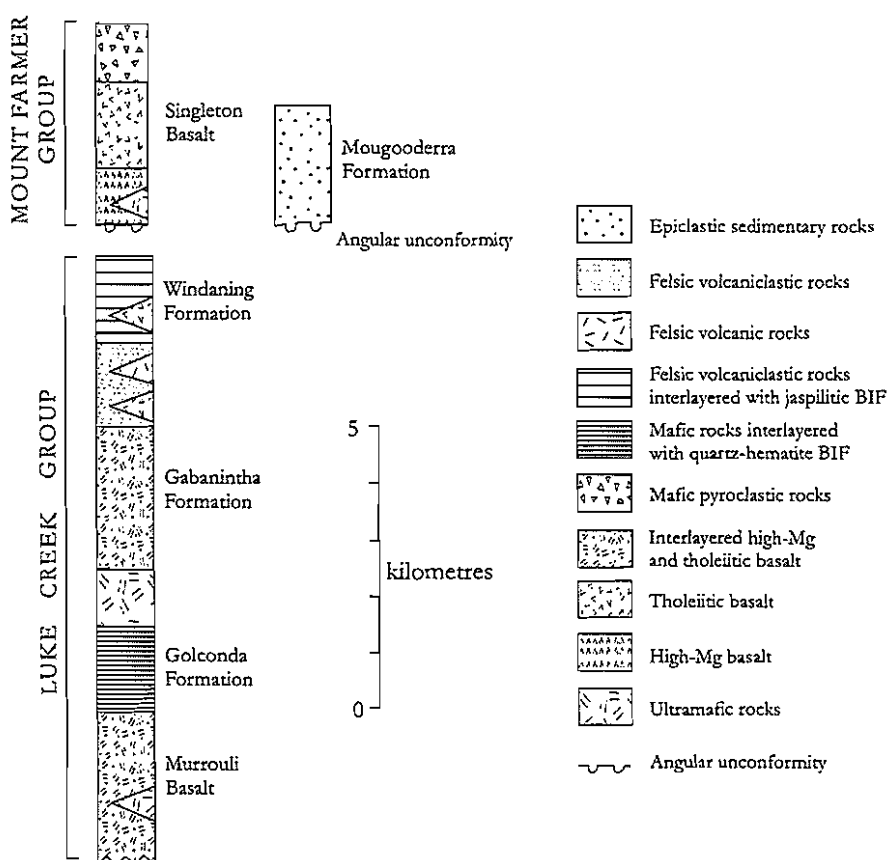 MOUNT FARMER
GROUP
Singleton
Basalt
Mougooderra
Formation
Angular unconformity
LUKE CREEK GROUP
Windaning
Formation
Gabanintha
Formation
Golconda
Formation
Murrouli
Basalt
5
kilometres
0
Epiclastic sedimentary rocks
Felsic volcaniclastic rocks
Felsic volcanic rocks
Felsic volcaniclastic rocks
interlayered with jaspilitic BIF
Mafic rocks interlayered
with quartz-hematite BIF
Mafic pyroclastic rocks
Interlayered high-Mg
and tholeiitic basalt
Tholeiitic basalt
High-Mg basalt
Ultramafic rocks
Angular unconformity